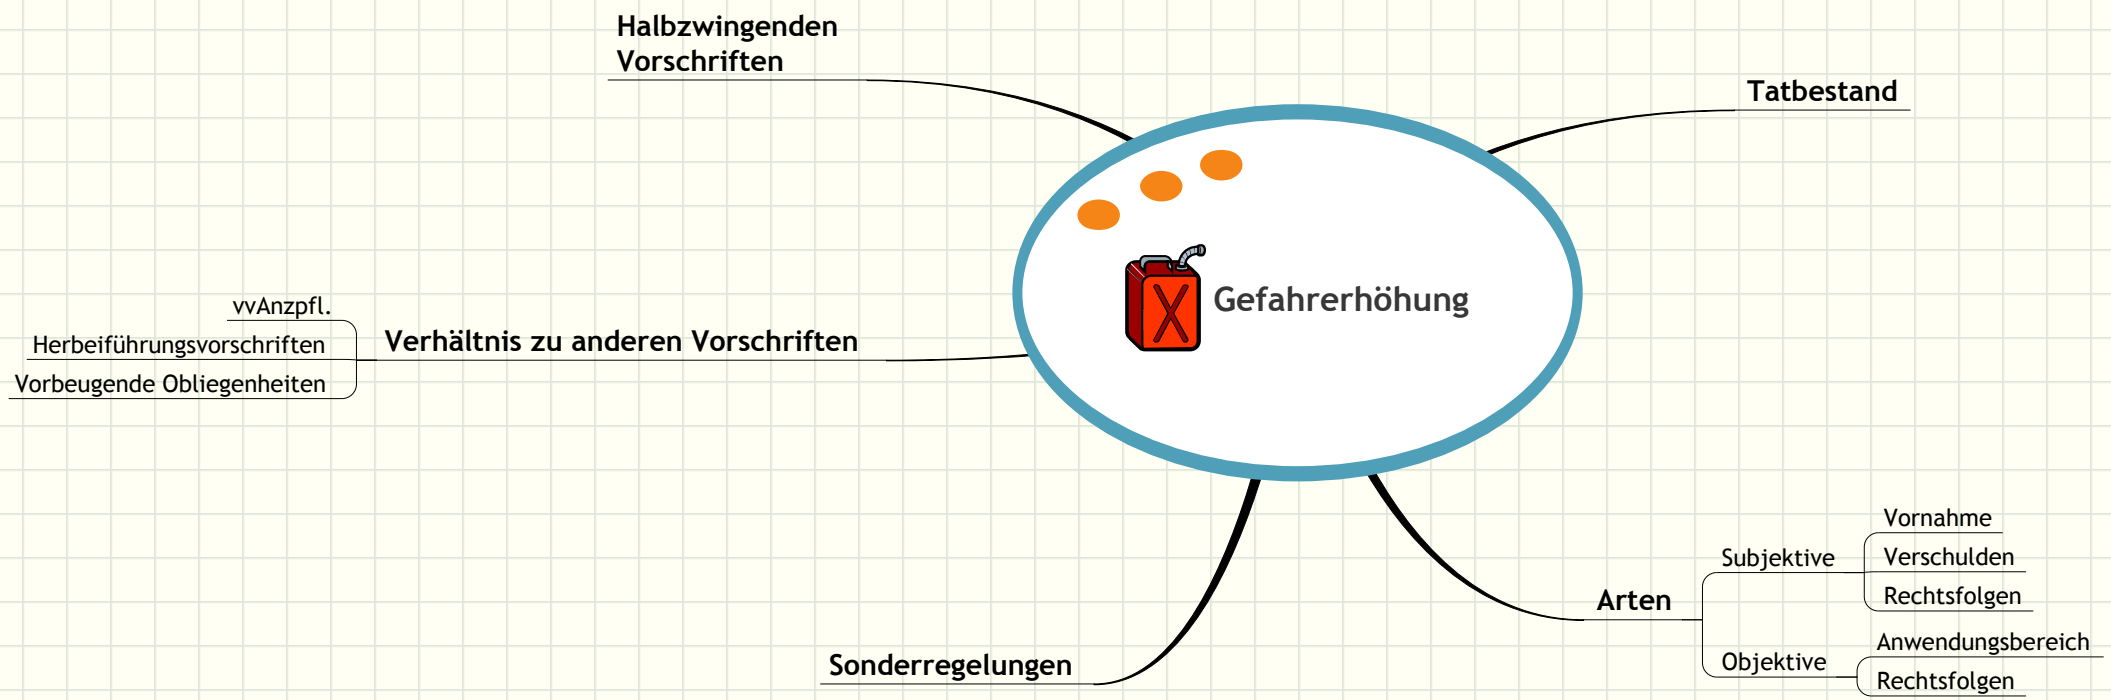 Halbzwingenden
Vorschriften
Tatbestand
Gefahrerhöhung
vvAnzpfl.
Herbeiführungsvorschriften
Vorbeugende Obliegenheiten
Verhältnis zu anderen Vorschriften
Sonderregelungen
Arten
Subjektive
Vornahme
Verschulden
Rechtsfolgen
Objektive
Anwendungsbereich
Rechtsfolgen